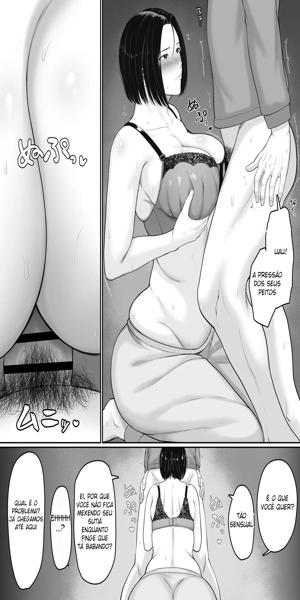 ぬぷっ
UAU!
A PRESSÃO
DOS SEUS
PEITOS
ぬぷっ
ムニッ
O QUE É
VOCÊ QUER?
TÃO
SENSUAL
EI, POR QUE
VOCÊ NÃO FICA
MEXENDO SEU
SUTIÃ
ENQUANTO
FINGE QUE
TÁ BABANDO?
EHHHH
...?
QUAL É O
PROBLEMA?
JÁ CHEGAMOS
ATÉ AQUI